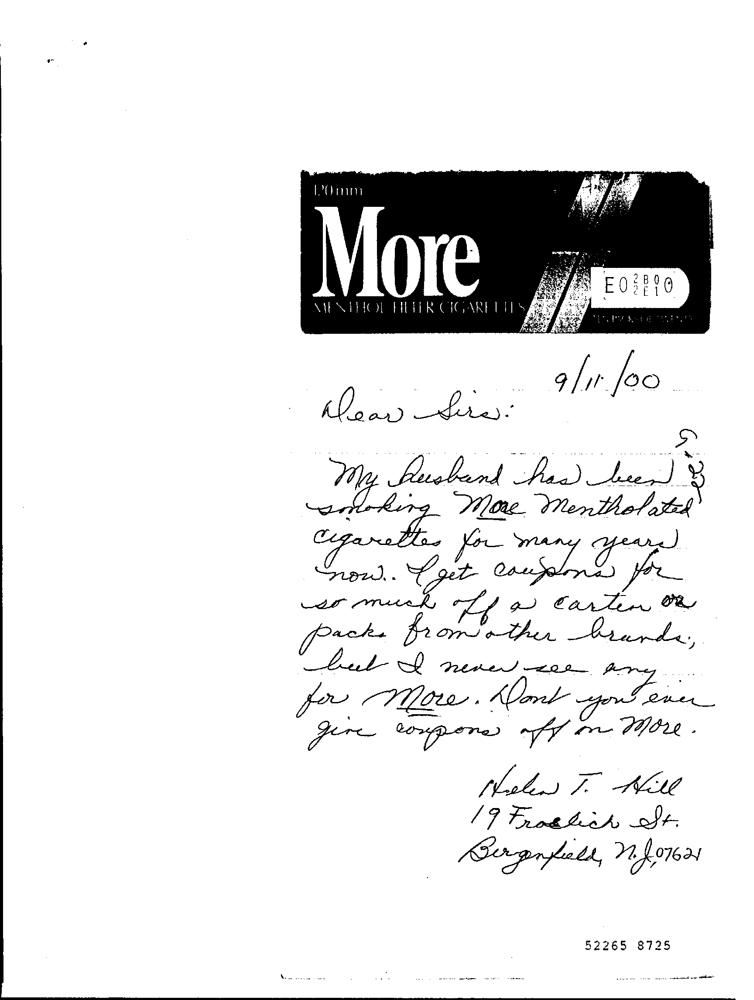 120mm
More
MENTHOL FILTER CIGARETTES
E0 2B90
2E10
9/11/00
Dear Sirs:
My husband has been
smoking More Mentholated
cigarettes for many years
now.. I get coupons for
so much off a carton or
packs from other brands,
but I never see any
for More. Dont you ever
give coupons off on More.
Helen T. Hill
19 Froelich St.
Bergenfield, N.J, 07621
52265 8725